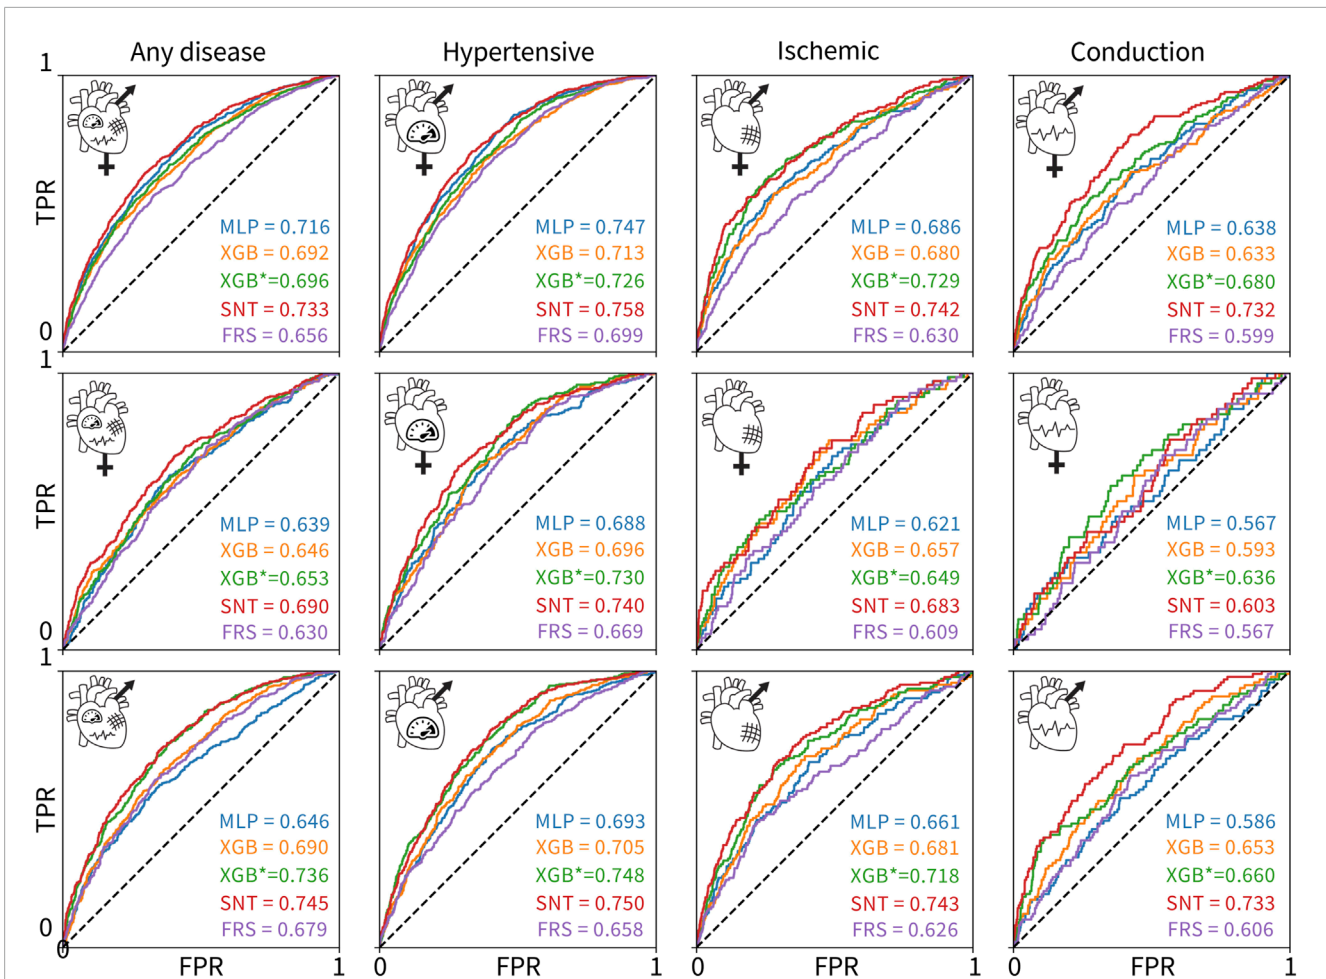 Any disease Hypertensive Ischemic Conduction
1
TPR
MLP = 0.716
XGB = 0.692
XGB*=0.696
SNT = 0.733
FRS = 0.656
0
MLP = 0.747
XGB = 0.713
XGB*=0.726
SNT = 0.758
FRS = 0.699
MLP = 0.686
XGB = 0.680
XGB*=0.729
SNT = 0.742
FRS = 0.630
MLP = 0.638
XGB = 0.633
XGB*=0.680
SNT = 0.732
FRS = 0.599
1
TPR
MLP = 0.639
XGB = 0.646
XGB*=0.653
SNT = 0.690
FRS = 0.630
0
MLP = 0.688
XGB = 0.696
XGB*=0.730
SNT = 0.740
FRS = 0.669
MLP = 0.621
XGB = 0.657
XGB*=0.649
SNT = 0.683
FRS = 0.609
MLP = 0.567
XGB = 0.593
XGB*=0.636
SNT = 0.603
FRS = 0.567
1
TPR
MLP = 0.646
XGB = 0.690
XGB*=0.736
SNT = 0.745
FRS = 0.679
0
MLP = 0.693
XGB = 0.705
XGB*=0.748
SNT = 0.750
FRS = 0.658
MLP = 0.661
XGB = 0.681
XGB*=0.718
SNT = 0.743
FRS = 0.626
MLP = 0.586
XGB = 0.653
XGB*=0.660
SNT = 0.733
FRS = 0.606
0
0 FPR 1 0 FPR 1 0 FPR 1 0 FPR 1